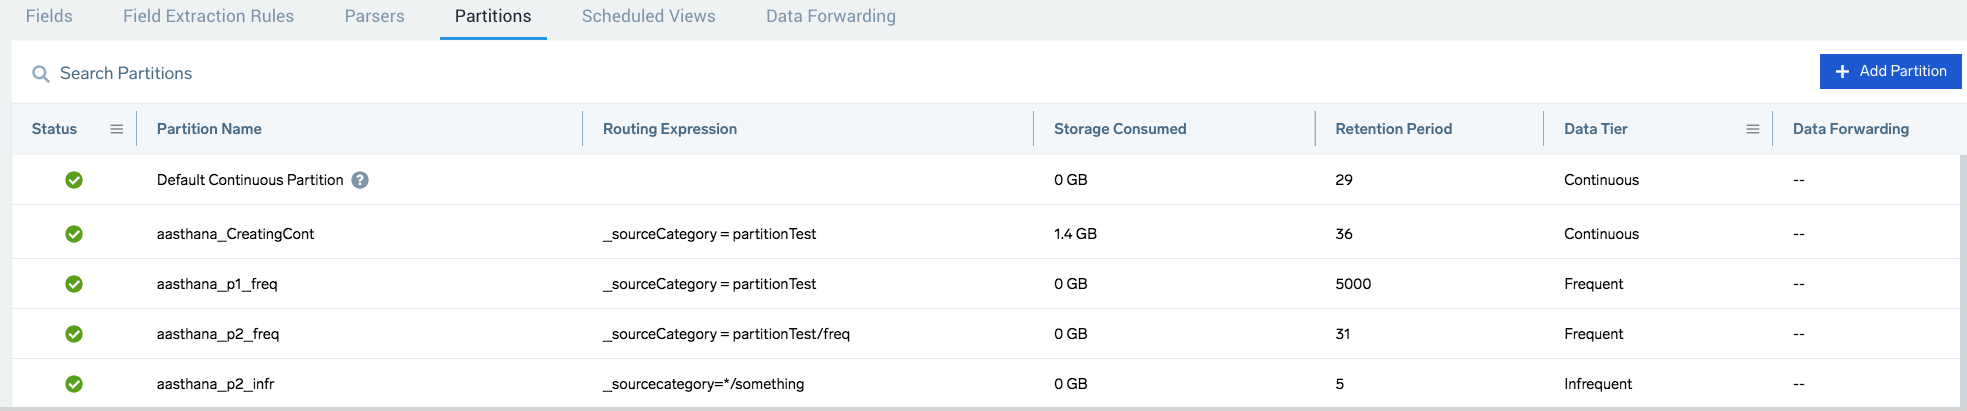 Fields Field Extraction Rules Parsers Partitions Scheduled Views Data Forwarding
Search Partitions + Add Partition
Status Partition Name Routing Expression Storage Consumed Retention Period Data Tier Data Forwarding
Default Continuous Partition ? 0 GB 29 Continuous --
aasthana_CreatingCont _sourceCategory = partitionTest 1.4 GB 36 Continuous --
aasthana_p1_freq _sourceCategory = partitionTest 0 GB 5000 Frequent --
aasthana_p2_freq _sourceCategory = partitionTest/freq 0 GB 31 Frequent --
aasthana_p2_infr _sourcecategory=*/something 0 GB 5 Infrequent --